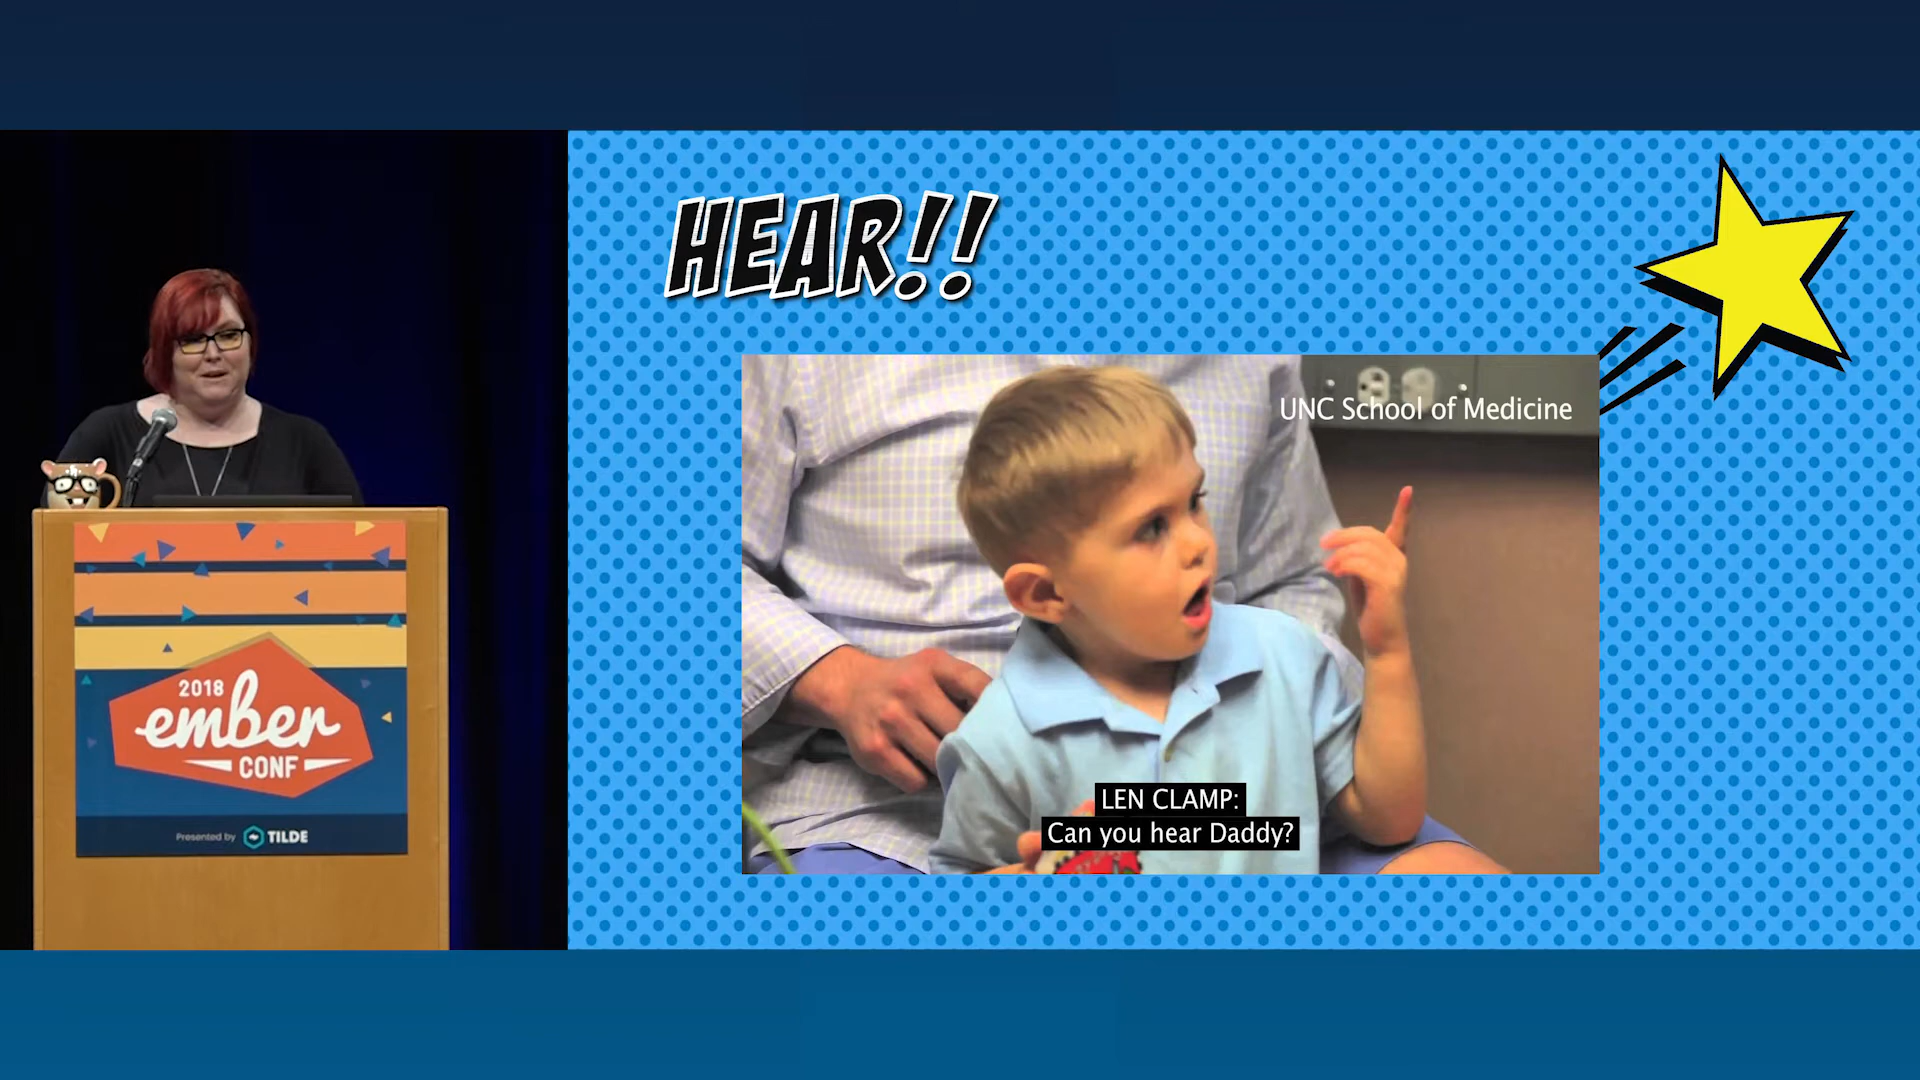 HEAR!!
UNC School of Medicine
LEN CLAMP:
Can you hear Daddy?
2018
ember
CONF
Presented by TILDE